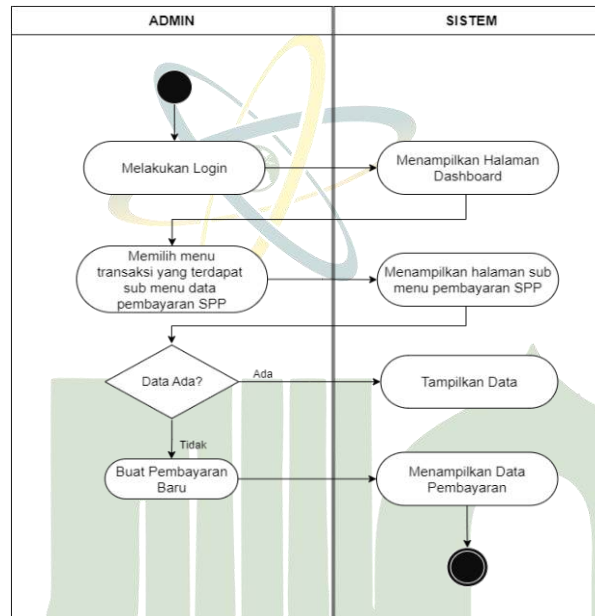 ADMIN
SISTEM
Melakukan Login
Menampilkan Halaman
Dashboard
Memilih menu
transaksi yang terdapat
sub menu data
pembayaran SPP
Menampilkan halaman sub
menu pembayaran SPP
Data Ada?
Ada
Tampilkan Data
Tidak
Buat Pembayaran
Baru
Menampilkan Data
Pembayaran